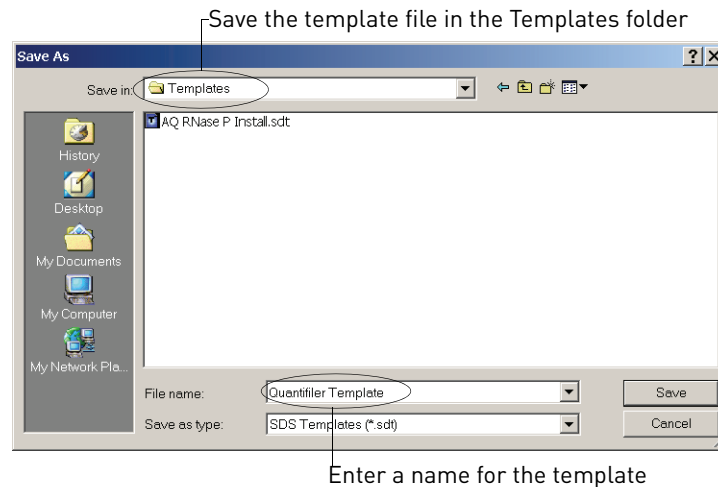 Save the template file in the Templates folder
Save As
Save in:
Templates
AQ RNase P Install.sdt
History
Desktop
My Documents
My Computer
My Network Pla...
File name:
Quantifiler Template
Save
Save as type:
SDS Templates (*.sdt)
Cancel
Enter a name for the template